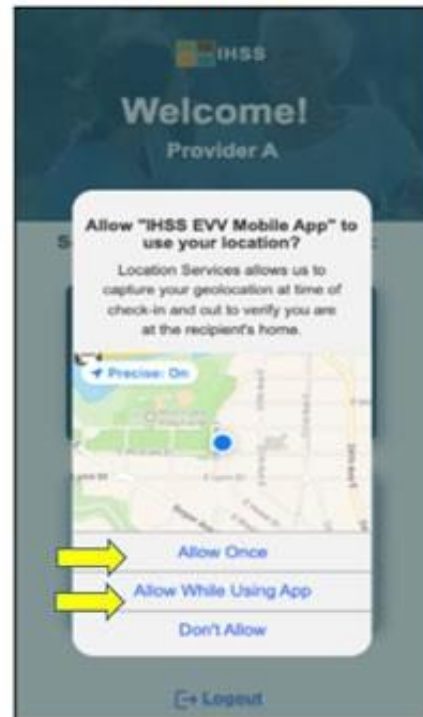 IHSS
Welcome!
Provider A
Allow "IHSS EVV Mobile App" to
use your location?
Location Services allows us to
capture your geolocation at time of
check-in and out to verify you are
at the recipient's home.
Precise: On
Allow Once
Allow While Using App
Don't Allow
Logout